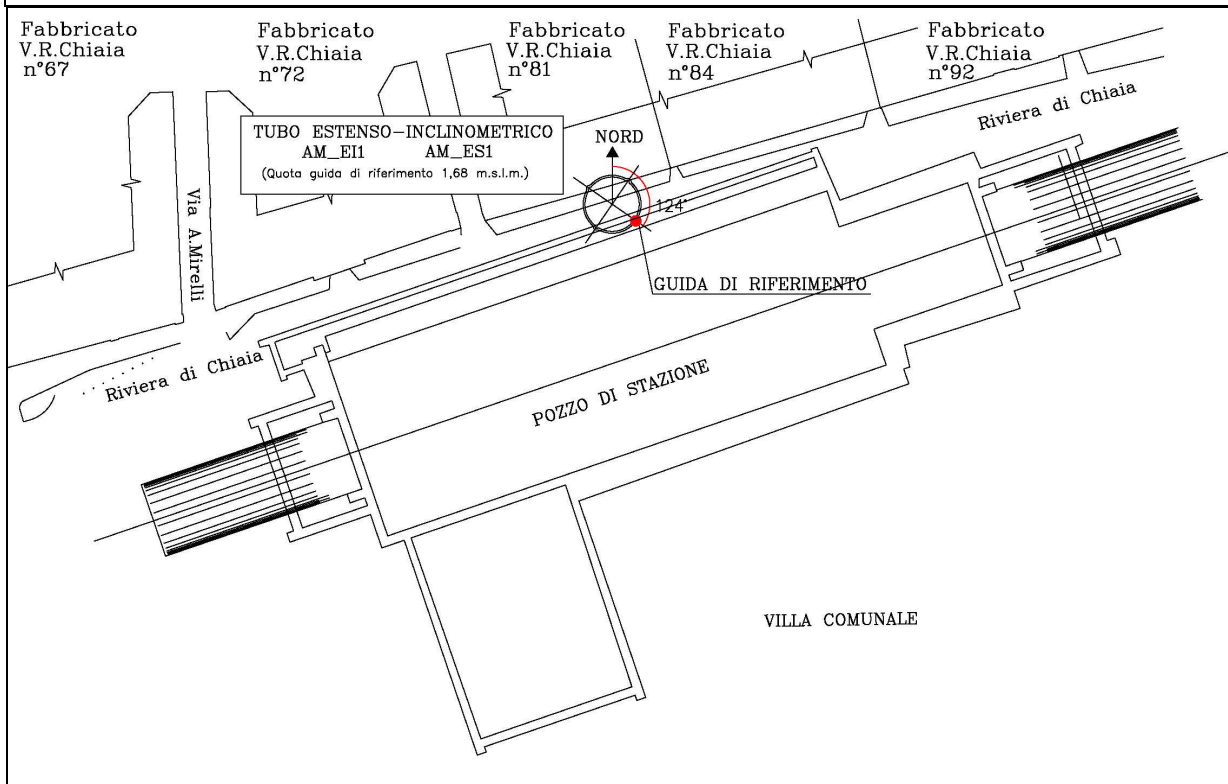 Fabbricato
V.R.Chiaia
n°67
Fabbricato
V.R.Chiaia
n°72
Fabbricato
V.R.Chiaia
n°81
Fabbricato
V.R.Chiaia
n°84
Fabbricato
V.R.Chiaia
n°92
Riviera di Chiaia
TUBO ESTENSO-INCLINOMETRICO
AM_EI1 AM_ES1
(Quota guida di riferimento 1,68 m.s.l.m.)
NORD
124°
Via A.Mirelli
GUIDA DI RIFERIMENTO
Riviera di Chiaia
POZZO DI STAZIONE
VILLA COMUNALE